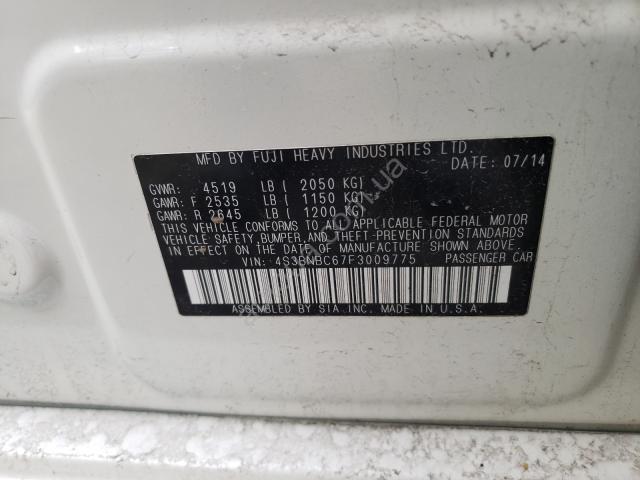 MFD BY FUJI HEAVY INDUSTRIES LTD.
DATE: 07/14
GVWR: 4519 LB ( 2050 KG)
GAWR: F 2535 LB ( 1150 KG)
GAWR: R 2645 LB ( 1200 KG)
THIS VEHICLE CONFORMS TO ALL APPLICABLE FEDERAL MOTOR
VEHICLE SAFETY, BUMPER, AND THEFT-PREVENTION STANDARDS
IN EFFECT ON THE DATE OF MANUFACTURE SHOWN ABOVE.
VIN: 4S3BNBC67F3009775 PASSENGER CAR
ASSEMBLED BY SIA INC. MADE IN U.S.A.